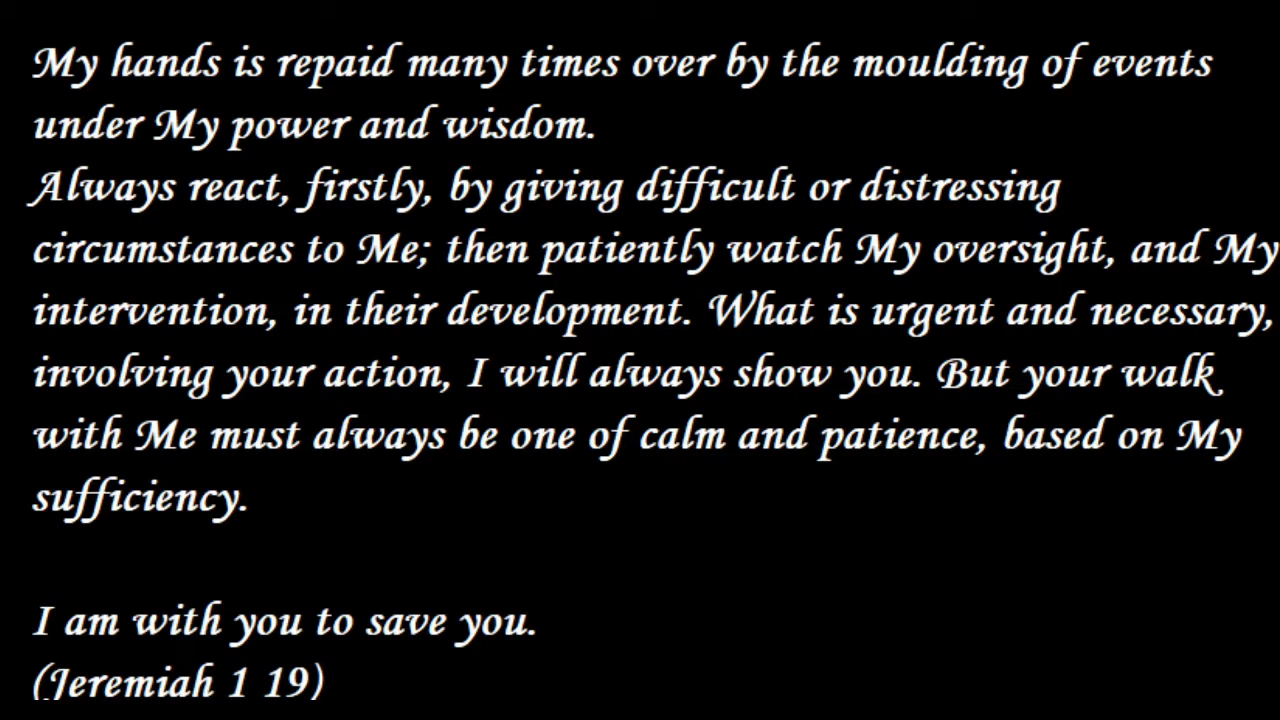 My hands is repaid many times over by the moulding of events
under My power and wisdom.
Always react, firstly, by giving difficult or distressing
circumstances to Me; then patiently watch My oversight, and My
intervention, in their development. What is urgent and necessary,
involving your action, I will always show you. But your walk
with Me must always be one of calm and patience, based on My
sufficiency.
I am with you to save you.
(Jeremiah 1 19)